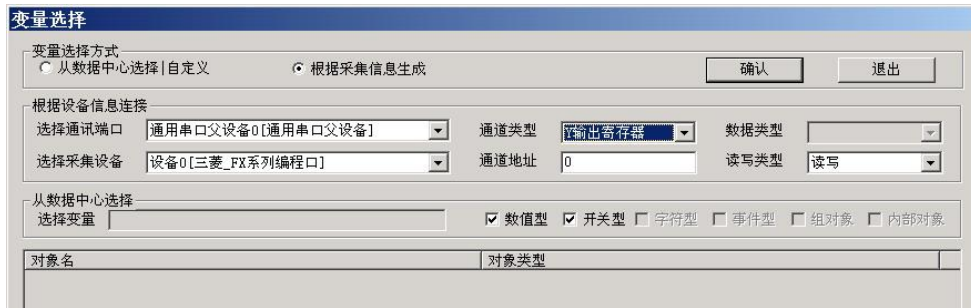 变量选择
变量选择方式
从数据中心选择|自定义 根据采集信息生成 确认 退出
根据设备信息连接
选择通讯端口 通用串口父设备0[通用串口父设备] 通道类型 Y输出寄存器 数据类型
选择采集设备 设备0[三菱_FX系列编程口] 通道地址 0 读写类型 读写
从数据中心选择
选择变量 数值型 开关型 字符型 事件型 组对象 内部对象
对象名 对象类型